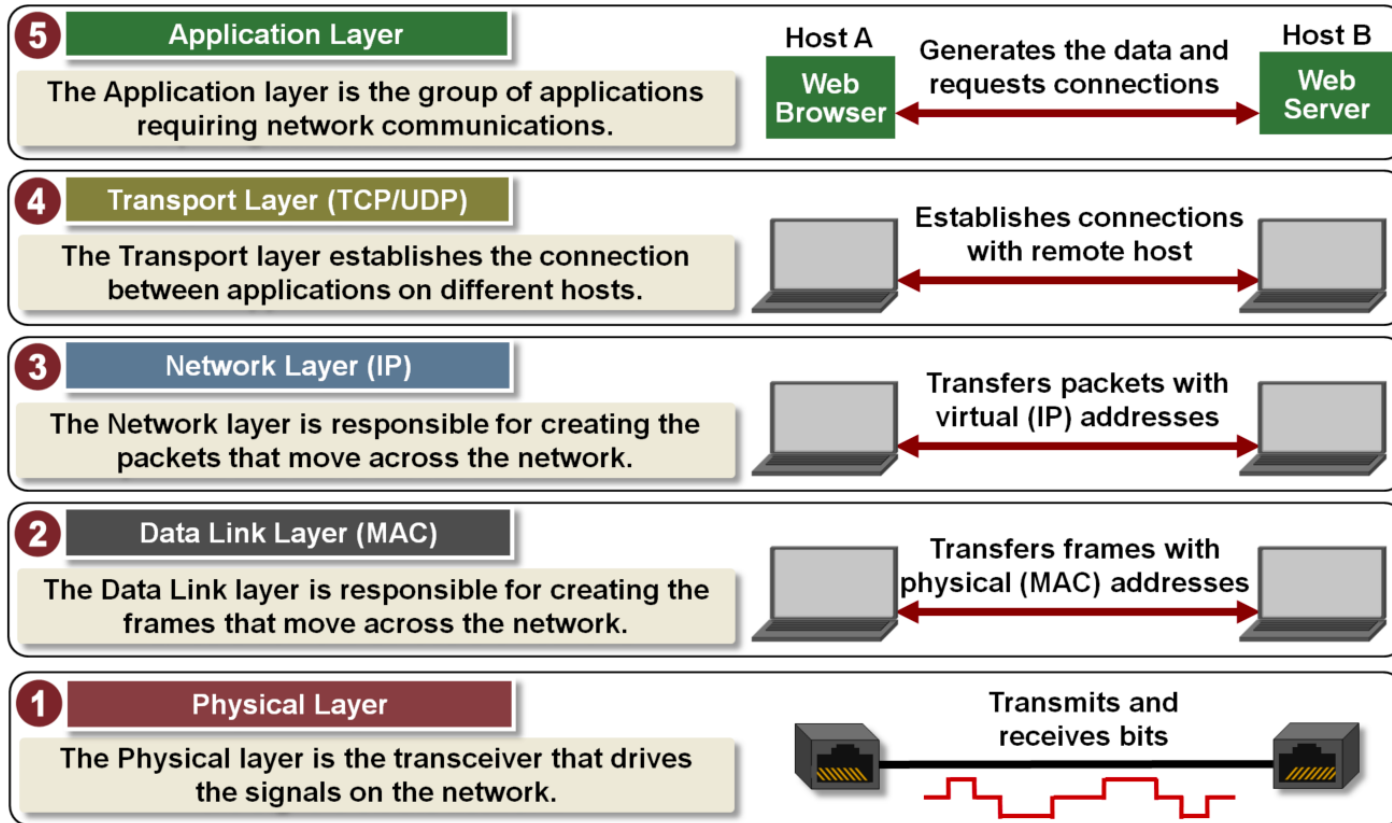 5
Application Layer
The Application layer is the group of applications
requiring network communications.
Host A
Web
Browser
Generates the data and
requests connections
Host B
Web
Server
4
Transport Layer (TCP/UDP)
The Transport layer establishes the connection
between applications on different hosts.
Establishes connections
with remote host
3
Network Layer (IP)
The Network layer is responsible for creating the
packets that move across the network.
Transfers packets with
virtual (IP) addresses
2
Data Link Layer (MAC)
The Data Link layer is responsible for creating the
frames that move across the network.
Transfers frames with
physical (MAC) addresses
1
Physical Layer
The Physical layer is the transceiver that drives
the signals on the network.
Transmits and
receives bits